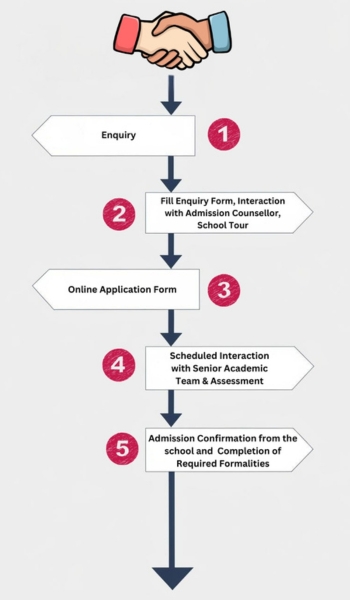 Enquiry
1
2
Fill Enquiry Form, Interaction
with Admission Counsellor,
School Tour
Online Application Form
3
4
Scheduled Interaction
with Senior Academic
Team & Assessment
5
Admission Confirmation from the
school and Completion of
Required Formalities